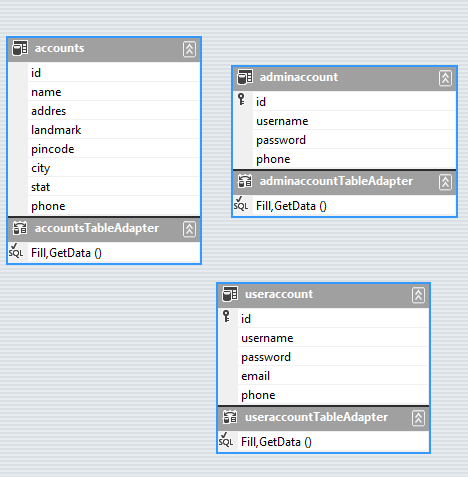 accounts
id
name
addres
landmark
pincode
city
stat
phone
accountsTableAdapter
SQL Fill,GetData ()
adminaccount
id
username
password
phone
adminaccountTableAdapter
SQL Fill,GetData ()
useraccount
id
username
password
email
phone
useraccountTableAdapter
SQL Fill,GetData ()